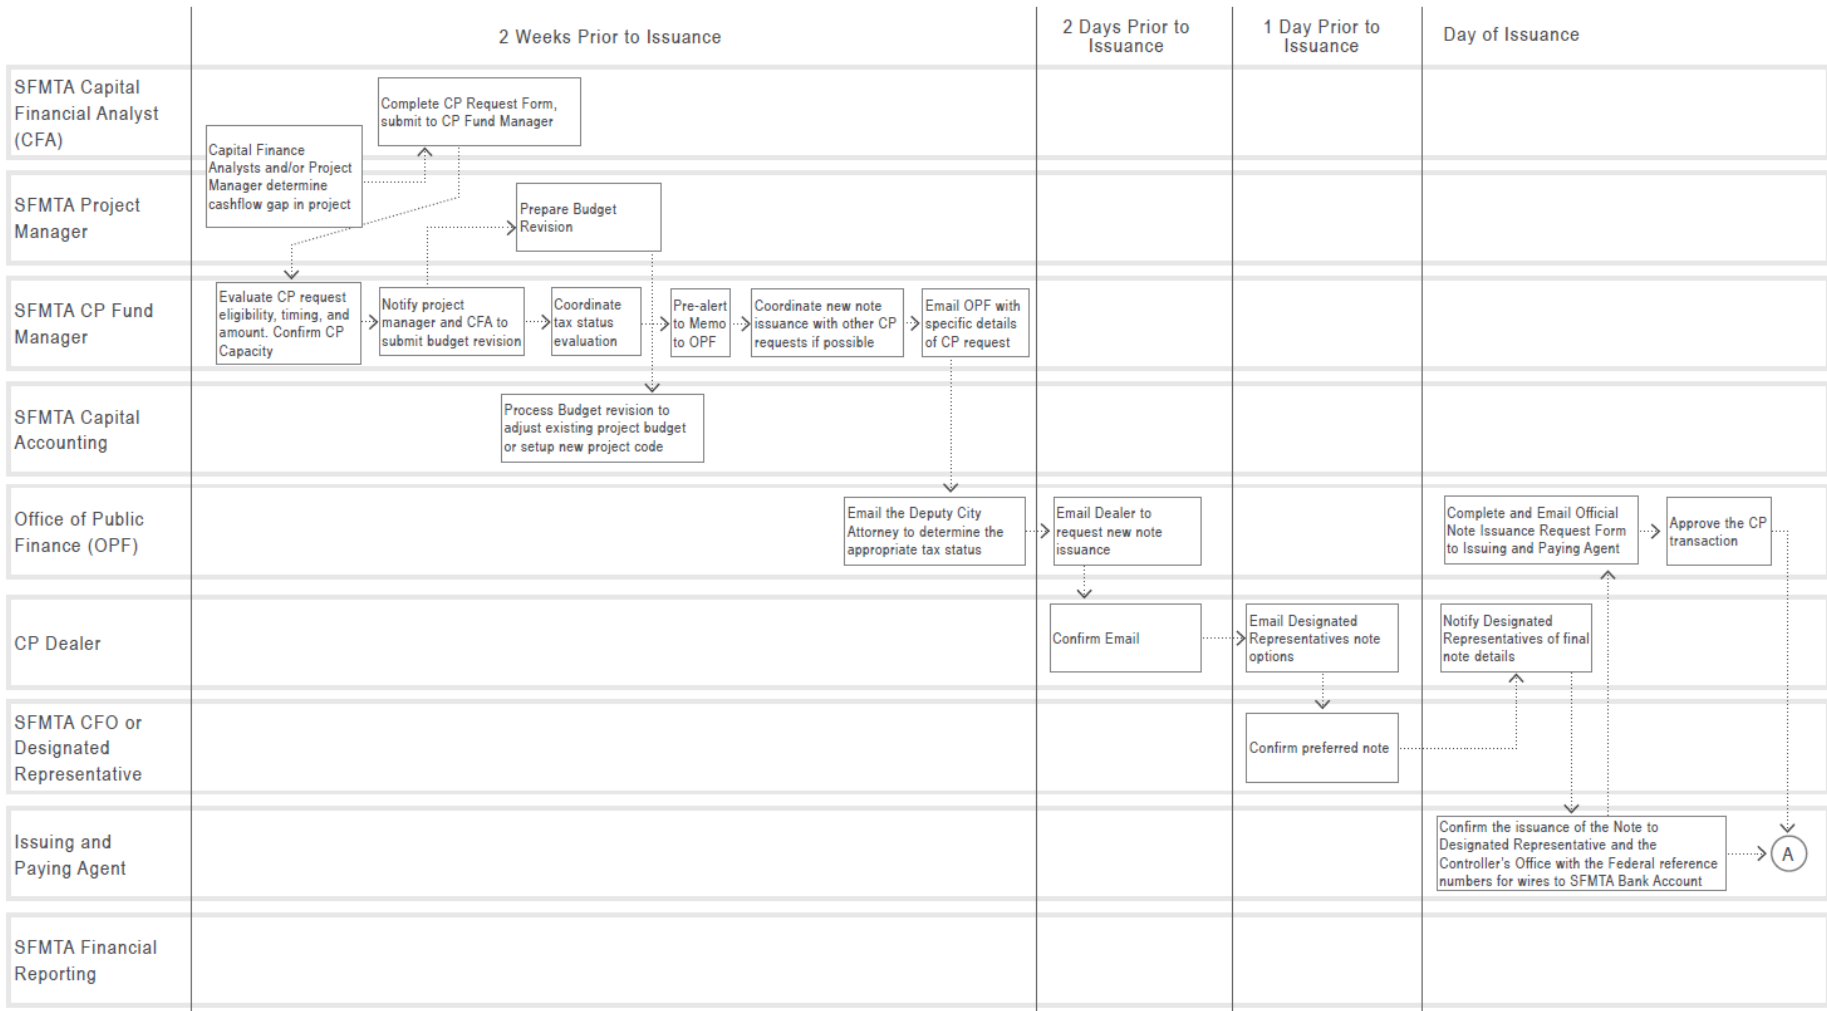 2 Weeks Prior to Issuance
2 Days Prior to
Issuance
1 Day Prior to
Issuance
Day of Issuance
SFMTA Capital
Financial Analyst
(CFA)
Capital Finance
Analysts and/or Project
Manager determine
cashflow gap in project
Complete CP Request Form,
submit to CP Fund Manager
SFMTA Project
Manager
Prepare Budget
Revision
SFMTA CP Fund
Manager
Evaluate CP request
eligibility, timing, and
amount. Confirm CP
Capacity
Notify project
manager and CFA to
submit budget revision
Coordinate
tax status
evaluation
Pre-alert
to Memo
to OPF
Coordinate new note
issuance with other CP
requests if possible
Email OPF with
specific details
of CP request
SFMTA Capital
Accounting
Process Budget revision to
adjust existing project budget
or setup new project code
Office of Public
Finance (OPF)
Email the Deputy City
Attorney to determine the
appropriate tax status
Email Dealer to
request new note
issuance
Complete and Email Official
Note Issuance Request Form
to Issuing and Paying Agent
Approve the CP
transaction
CP Dealer
Confirm Email
Email Designated
Representatives note
options
Notify Designated
Representatives of final
note details
SFMTA CFO or
Designated
Representative
Confirm preferred note
Issuing and
Paying Agent
Confirm the issuance of the Note to
Designated Representative and the
Controller's Office with the Federal reference
numbers for wires to SFMTA Bank Account
A
SFMTA Financial
Reporting